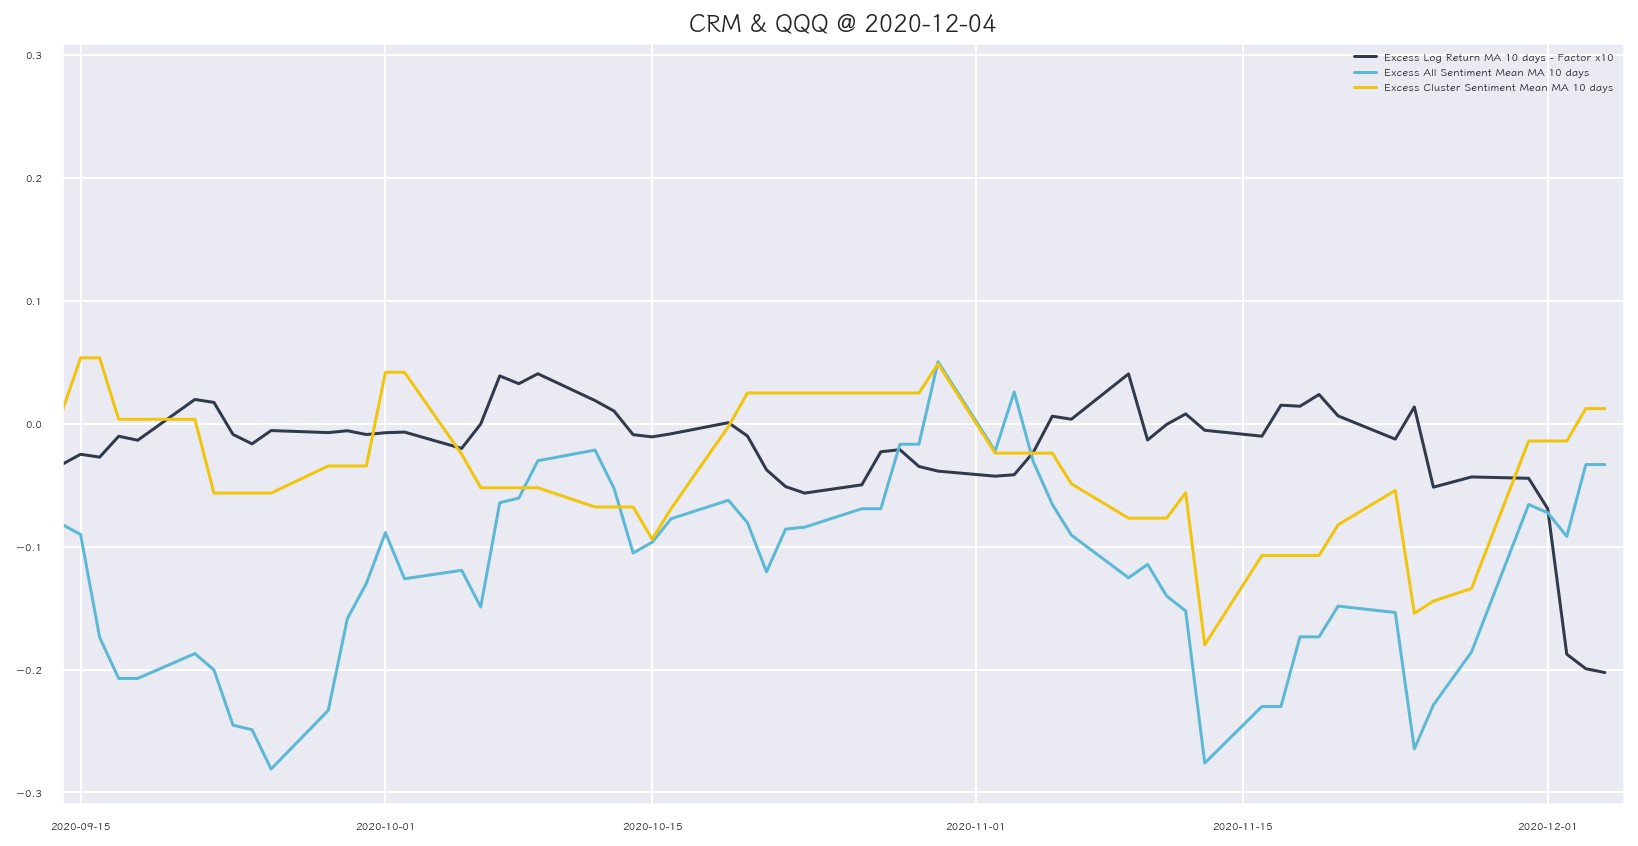 CRM & QQQ @ 2020-12-04
Excess Log Return MA 10 days - Factor x10
Excess All Sentiment Mean MA 10 days
Excess Cluster Sentiment Mean MA 10 days
0.3
0.2
0.1
0.0
−0.1
−0.2
−0.3
2020-09-15 2020-10-01 2020-10-15 2020-11-01 2020-11-15 2020-12-01